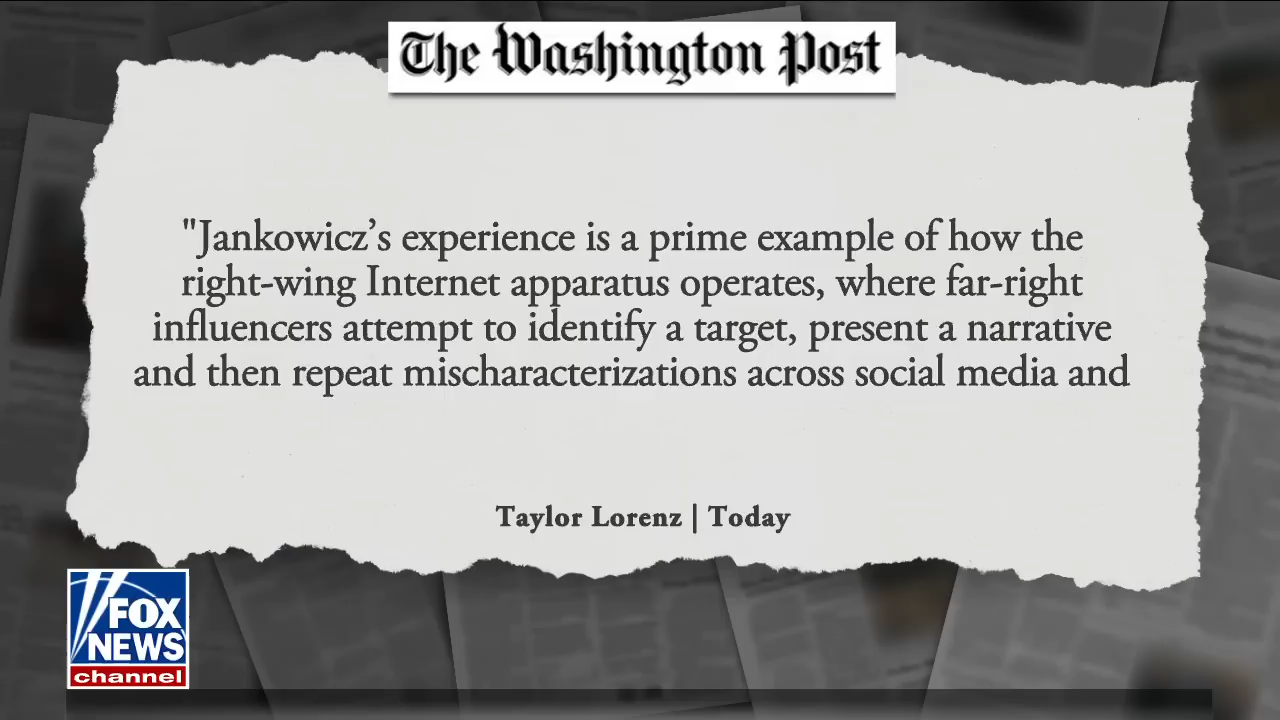 The Washington Post
"Jankowicz’s experience is a prime example of how the
right-wing Internet apparatus operates, where far-right
influencers attempt to identify a target, present a narrative
and then repeat mischaracterizations across social media and
Taylor Lorenz | Today
FOX
NEWS
channel